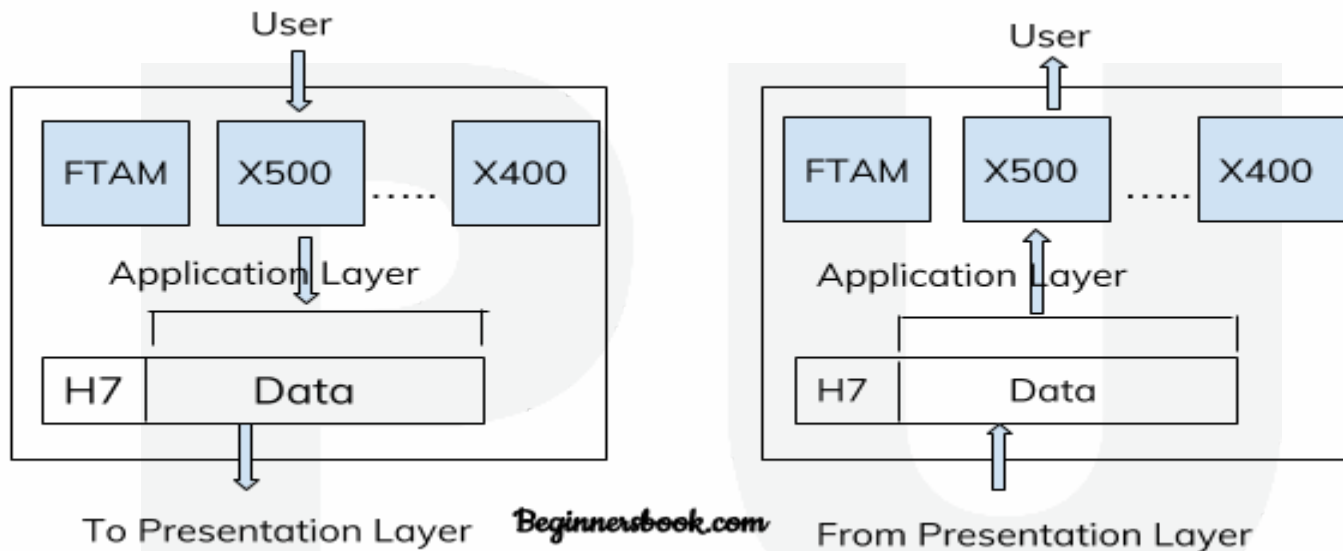 User
FTAM X500 ..... X400
Application Layer
H7 Data
To Presentation Layer
Beginnersbook.com
User
FTAM X500 ..... X400
Application Layer
H7 Data
From Presentation Layer